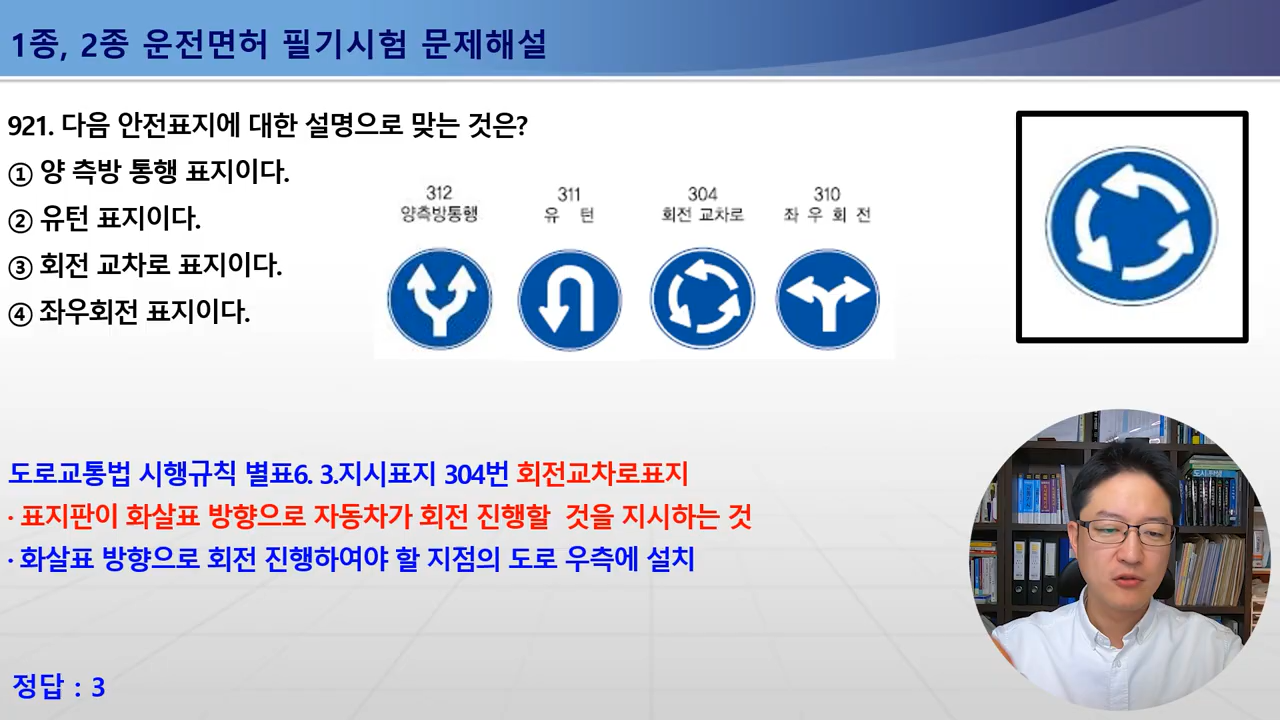 1종, 2종 운전면허 필기시험 문제해설
921. 다음 안전표지에 대한 설명으로 맞는 것은?
① 양 측방 통행 표지이다.
② 유턴 표지이다.
③ 회전 교차로 표지이다.
④ 좌우회전 표지이다.
312
양측방통행
311
유 턴
304
회전 교차로
310
좌 우 회 전
도로교통법 시행규칙 별표6. 3.지시표지 304번 회전교차로표지
· 표지판이 화살표 방향으로 자동차가 회전 진행할 것을 지시하는 것
· 화살표 방향으로 회전 진행하여야 할 지점의 도로 우측에 설치
정답 : 3